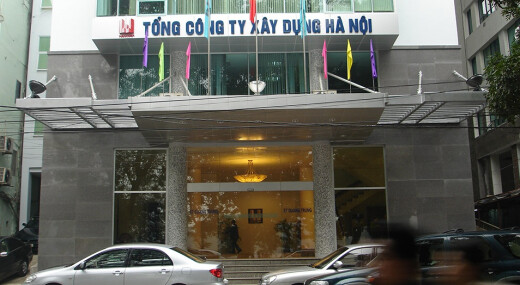 TỔNG CÔNG TY XÂY DỰNG HÀ NỘI